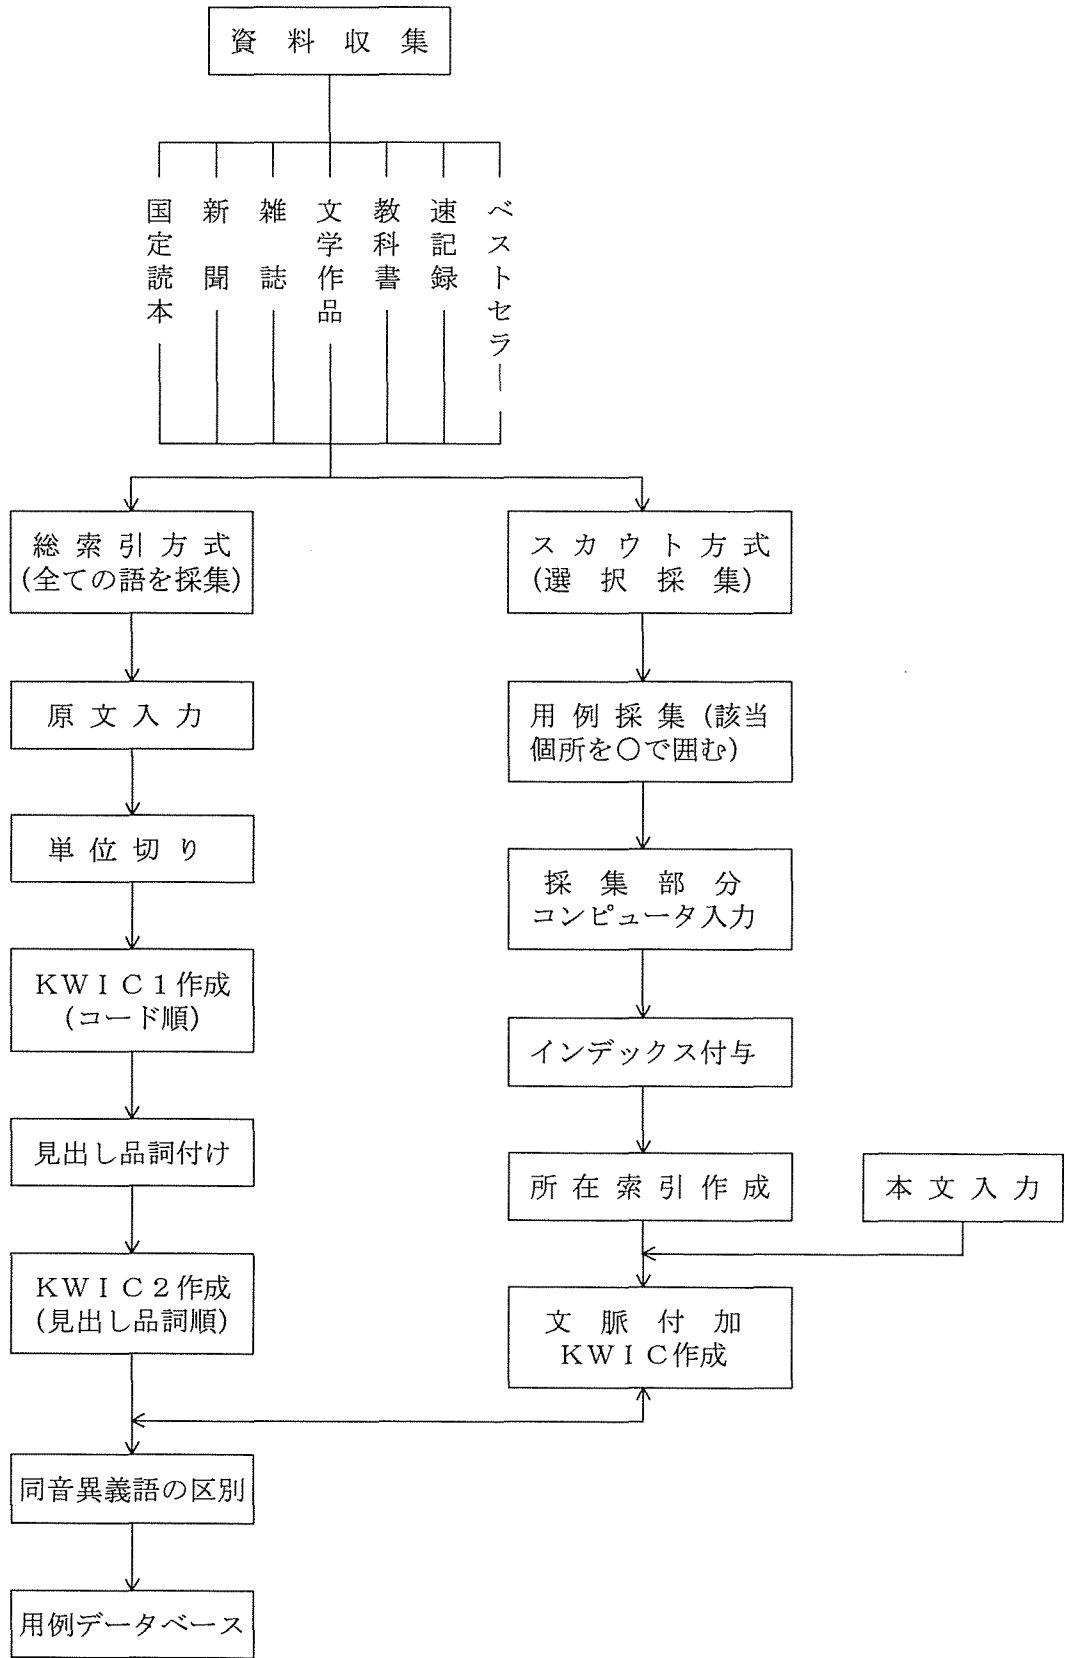 資料収集
国定読本
新聞
雑誌
文学作品
教科書
速記録
ベストセラー
総索引方式
(全ての語を採集)
原文入力
単位切り
KWIC1作成
(コード順)
見出し品詞付け
KWIC2作成
(見出し品詞順)
スカウト方式
(選択採集)
用例採集(該当
個所を○で囲む)
採集部分
コンピュータ入力
インデックス付与
所在索引作成
本文入力
文脈付加
KWIC作成
同音異義語の区別
用例データベース